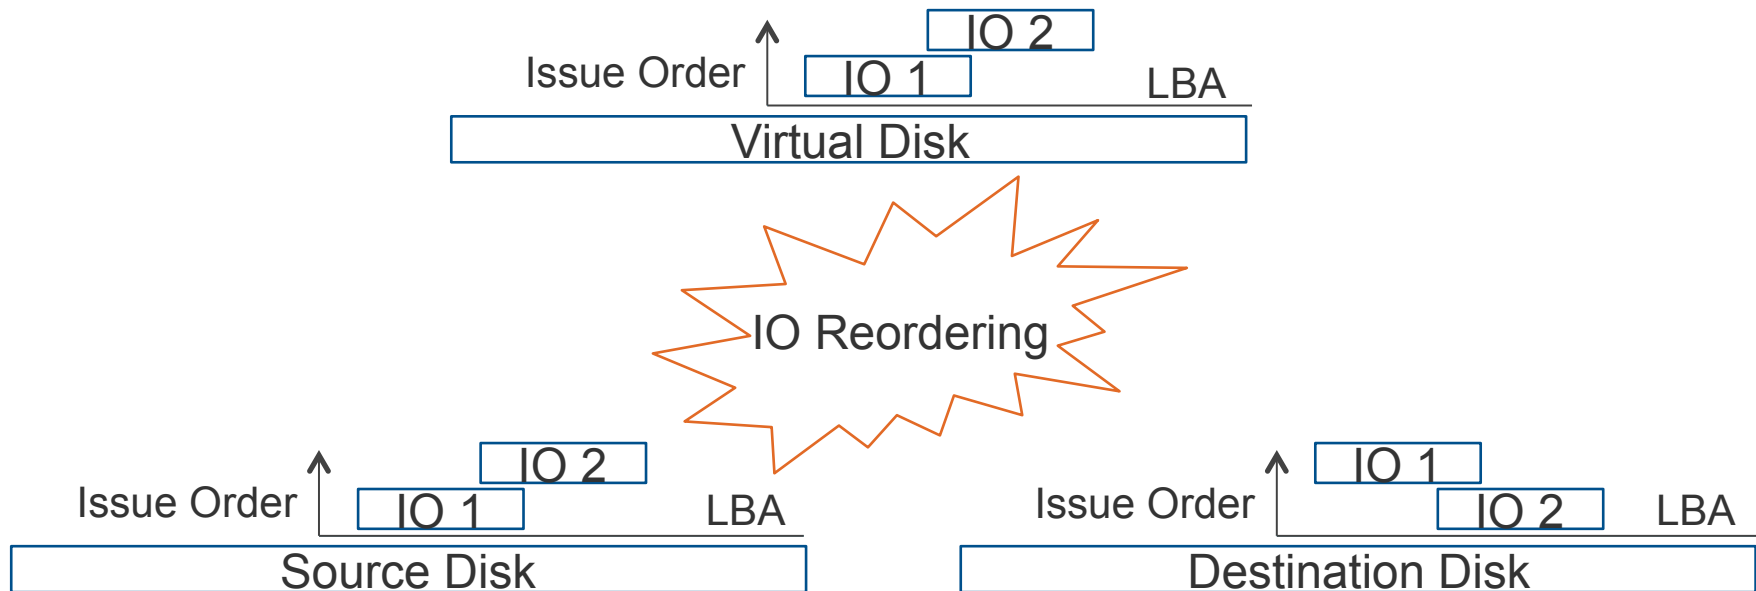 IO 2
Issue Order
IO 1
LBA
Virtual Disk
IO Reordering
IO 2
Issue Order
IO 1
LBA
Source Disk
IO 1
Issue Order
IO 2
LBA
Destination Disk